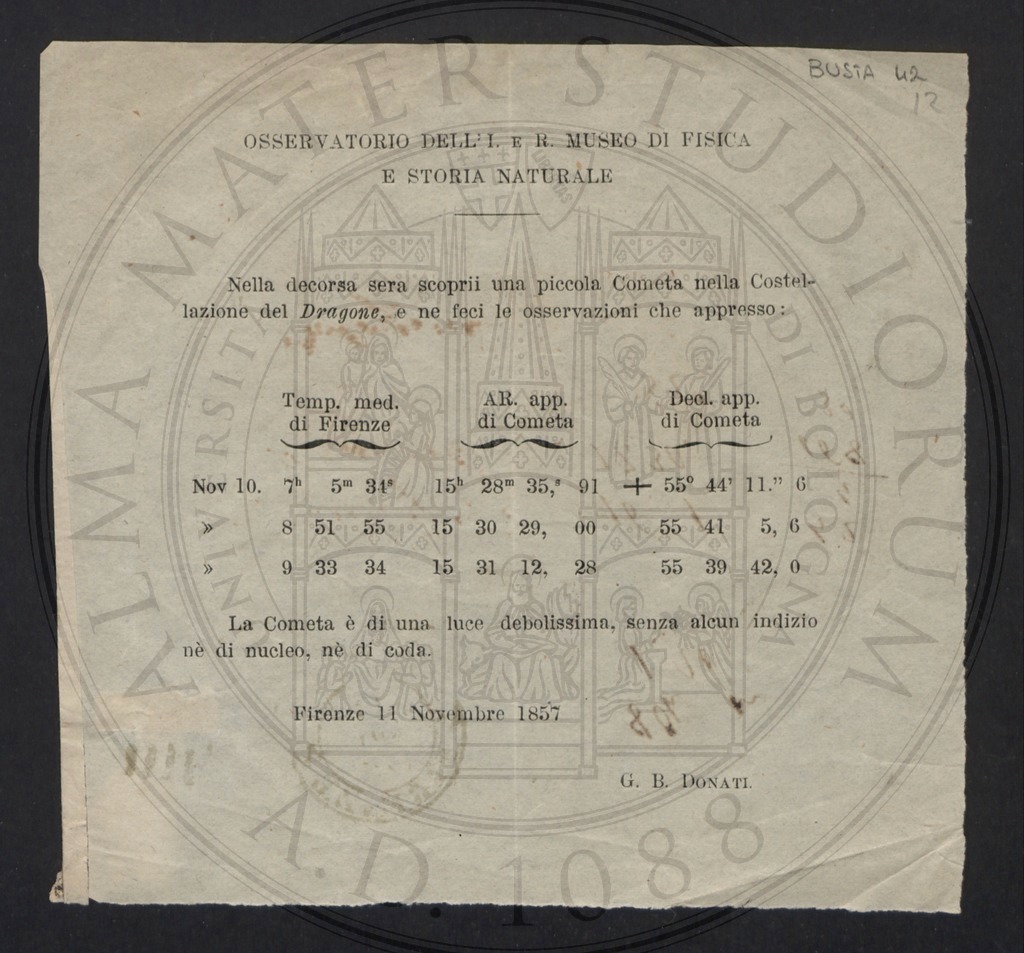 BUSTA 42
12
OSSERVATORIO DELL' I. E R. MUSEO DI FISICA
E STORIA NATURALE
Nella decorsa sera scoprii una piccola Cometa nella Costel-
lazione del Dragone, e ne feci le osservazioni che appresso:
Temp. med. AR. app. Decl. app.
di Firenze di Cometa di Cometa
Nov 10. 7h 5m 34s 15h 28m 35,s 91 + 55° 44' 11." 6
» 8 51 55 15 30 29, 00 55 41 5, 6
» 9 33 34 15 31 12, 28 55 39 42, 0
La Cometa è di una luce debolissima, senza alcun indizio
nè di nucleo, nè di coda.
Firenze 11 Novembre 1857
G. B. DONATI.
ALMA MATER STUDIORUM
A.D. 1088
UNIVERSITA DI BOLOGNA
LIBERTAS